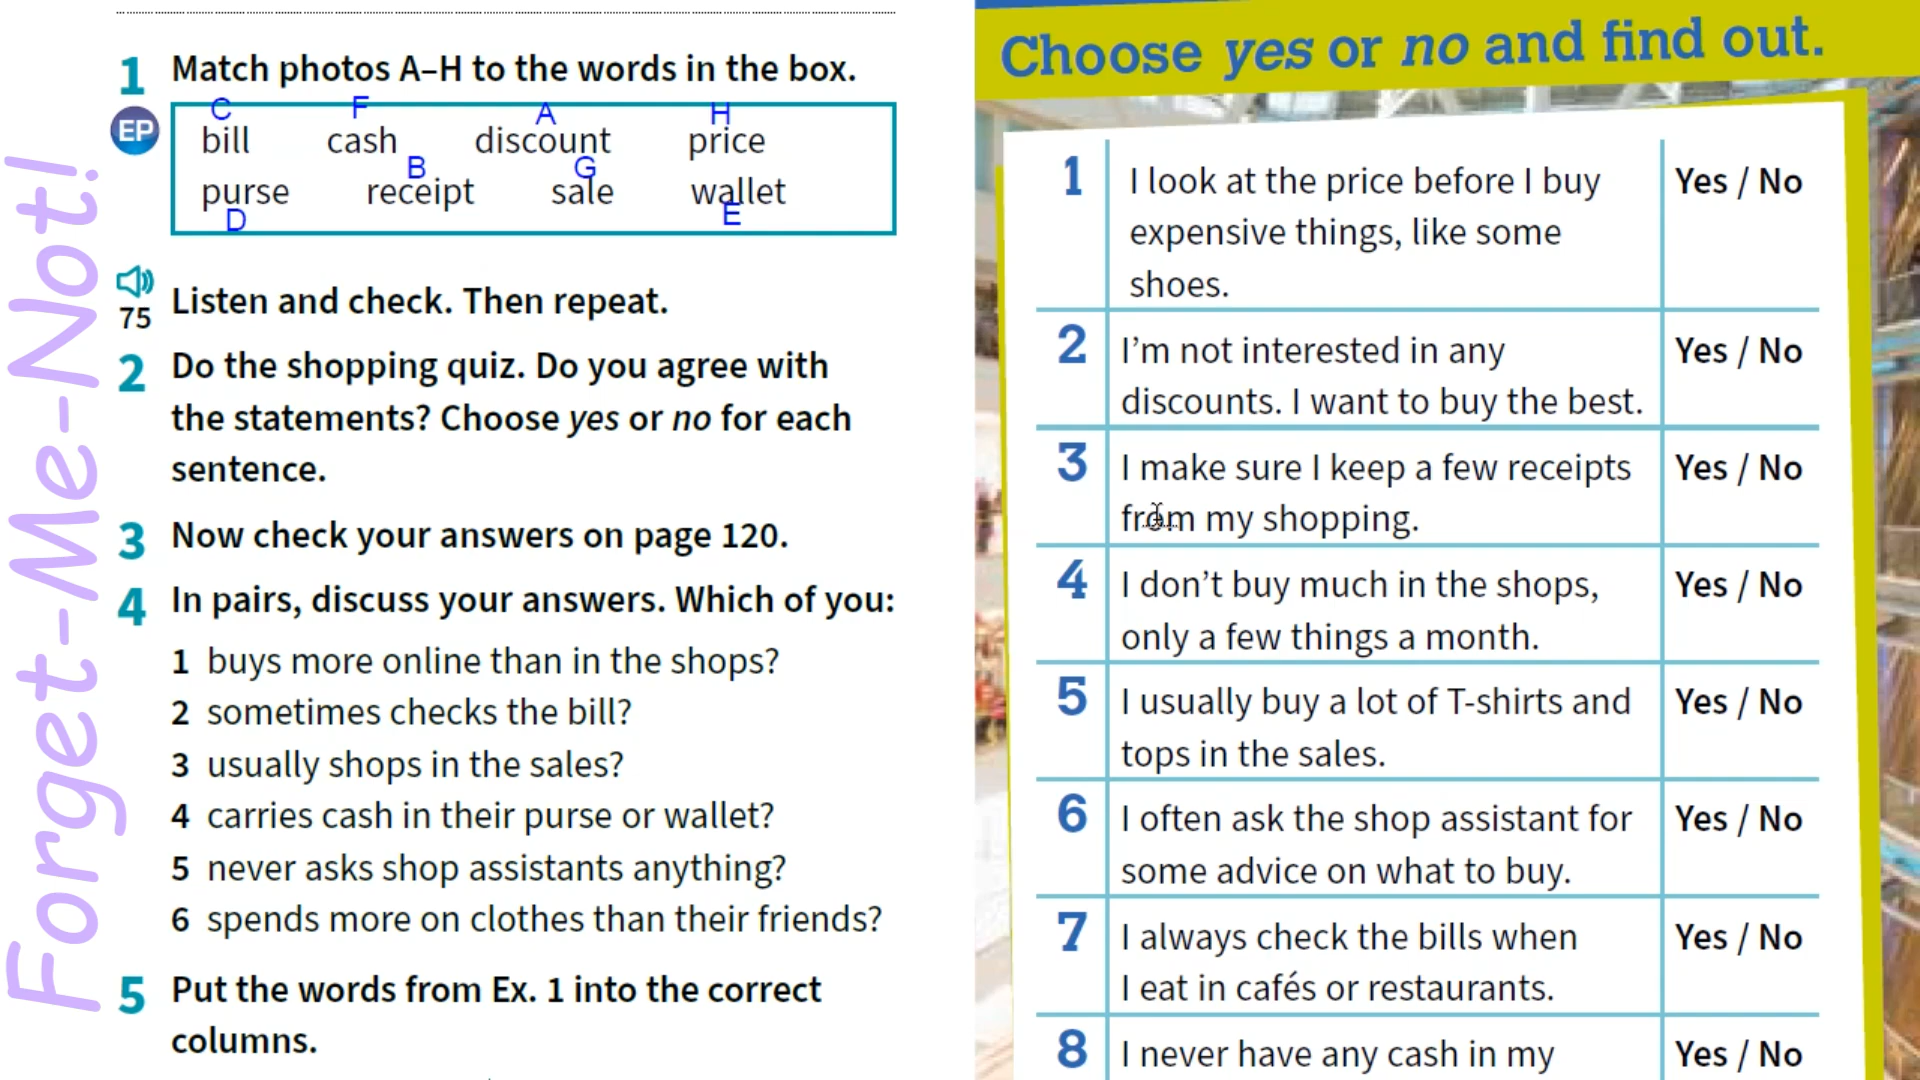 Forget-Me-Not!
1 Match photos A–H to the words in the box.
EP
C F A H
bill cash discount price
B G
purse receipt sale wallet
D E
75 Listen and check. Then repeat.
2 Do the shopping quiz. Do you agree with
the statements? Choose yes or no for each
sentence.
3 Now check your answers on page 120.
4 In pairs, discuss your answers. Which of you:
1 buys more online than in the shops?
2 sometimes checks the bill?
3 usually shops in the sales?
4 carries cash in their purse or wallet?
5 never asks shop assistants anything?
6 spends more on clothes than their friends?
5 Put the words from Ex. 1 into the correct
columns.
Choose yes or no and find out.
1 I look at the price before I buy Yes / No
expensive things, like some
shoes.
2 I’m not interested in any Yes / No
discounts. I want to buy the best.
3 I make sure I keep a few receipts Yes / No
from my shopping.
4 I don’t buy much in the shops, Yes / No
only a few things a month.
5 I usually buy a lot of T-shirts and Yes / No
tops in the sales.
6 I often ask the shop assistant for Yes / No
some advice on what to buy.
7 I always check the bills when Yes / No
I eat in cafés or restaurants.
8 I never have any cash in my Yes / No